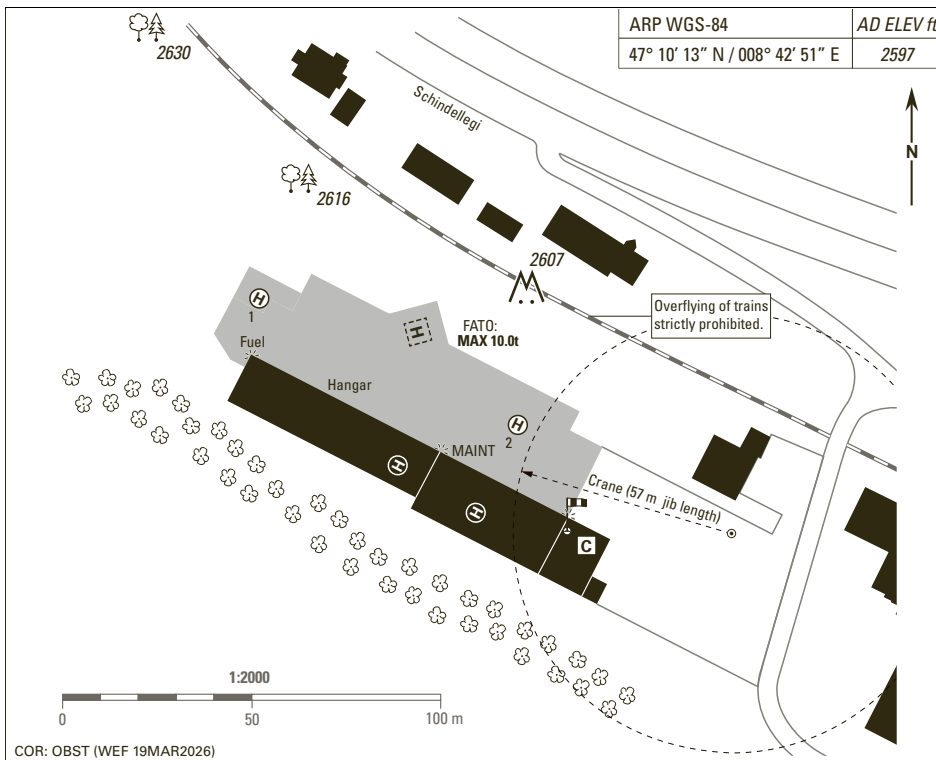 ARP WGS-84
AD ELEV ft
47° 10’ 13” N / 008° 42’ 51” E
2597
2630
Schindellegi
N
2616
2607
Overflying of trains
strictly prohibited.
H
1
H
FATO:
MAX 10.0t
Fuel
Hangar
H
2
MAINT
H
Crane (57 m jib length)
H
C
1:2000
0
50
100 m
COR: OBST (WEF 19MAR2026)